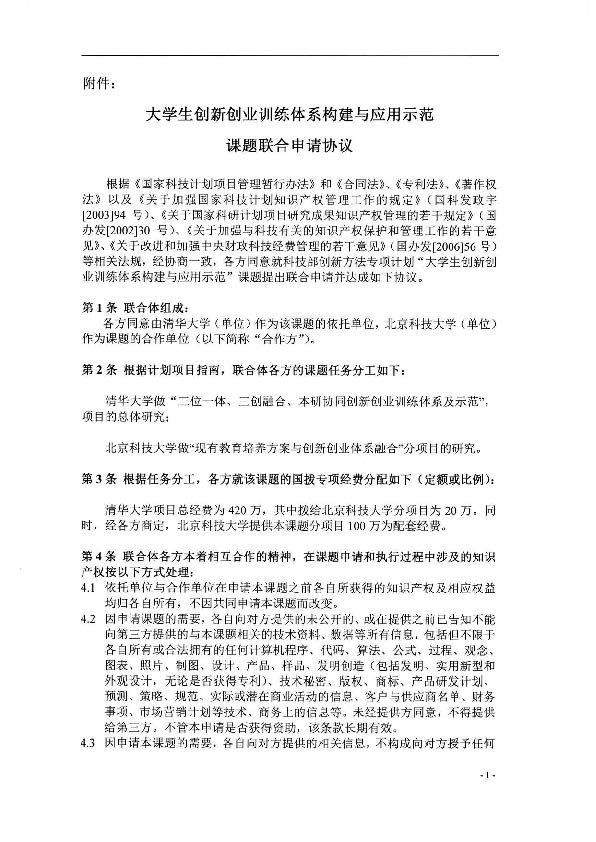 附件：
大学生创新创业训练体系构建与应用示范
课题联合申请协议
根据《国家科技计划项目管理暂行办法》和《合同法》、《专利法》、《著作权
法》以及《关于加强国家科技计划知识产权管理工作的规定》（国科发政字
[2003]94 号）、《关于国家科研计划项目研究成果知识产权管理的若干规定》（国
办发[2002]30 号）、《关于加强与科技有关的知识产权保护和管理工作的若干意
见》、《关于改进和加强中央财政科技经费管理的若干意见》（国办发[2006]56 号）
等相关法规，经协商一致，各方同意就科技部创新方法专项计划“大学生创新创
业训练体系构建与应用示范”课题提出联合申请并达成如下协议。
第 1 条 联合体组成：
各方同意由清华大学（单位）作为该课题的依托单位，北京科技大学（单位）
作为课题的合作单位（以下简称“合作方”）。
第 2 条 根据计划项目指南，联合体各方的课题任务分工如下：
清华大学做“三位一体、三创融合、本研协同创新创业训练体系及示范”，
项目的总体研究；
北京科技大学做“现有教育培养方案与创新创业体系融合”分项目的研究。
第 3 条 根据任务分工，各方就该课题的国拨专项经费分配如下（定额或比例）：
清华大学项目总经费为 420 万，其中拨给北京科技大学分项目为 20 万，同
时，经各方商定，北京科技大学提供本课题分项目 100 万为配套经费。
第 4 条 联合体各方本着相互合作的精神，在课题申请和执行过程中涉及的知识
产权按以下方式处理：
4.1 依托单位与合作单位在申请本课题之前各自所获得的知识产权及相应权益
均归各自所有，不因共同申请本课题而改变。
4.2 因申请课题的需要，各自向对方提供的未公开的、或在提供之前已告知不能
向第三方提供的与本课题相关的技术资料、数据等所有信息，包括但不限于
各自所有或合法拥有的任何计算机程序、代码、算法、公式、过程、观念、
图表、照片、制图、设计、产品、样品、发明创造（包括发明、实用新型和
外观设计，无论是否获得专利）、技术秘密、版权、商标、产品研发计划、
预测、策略、规范、实际或潜在商业活动的信息、客户与供应商名单、财务
事项、市场营销计划等技术、商务上的信息等。未经提供方同意，不得提供
给第三方，不管本申请是否获得资助，该条款长期有效。
4.3 因申请本课题的需要，各自向对方提供的相关信息，不构成向对方授予任何
- 1 -